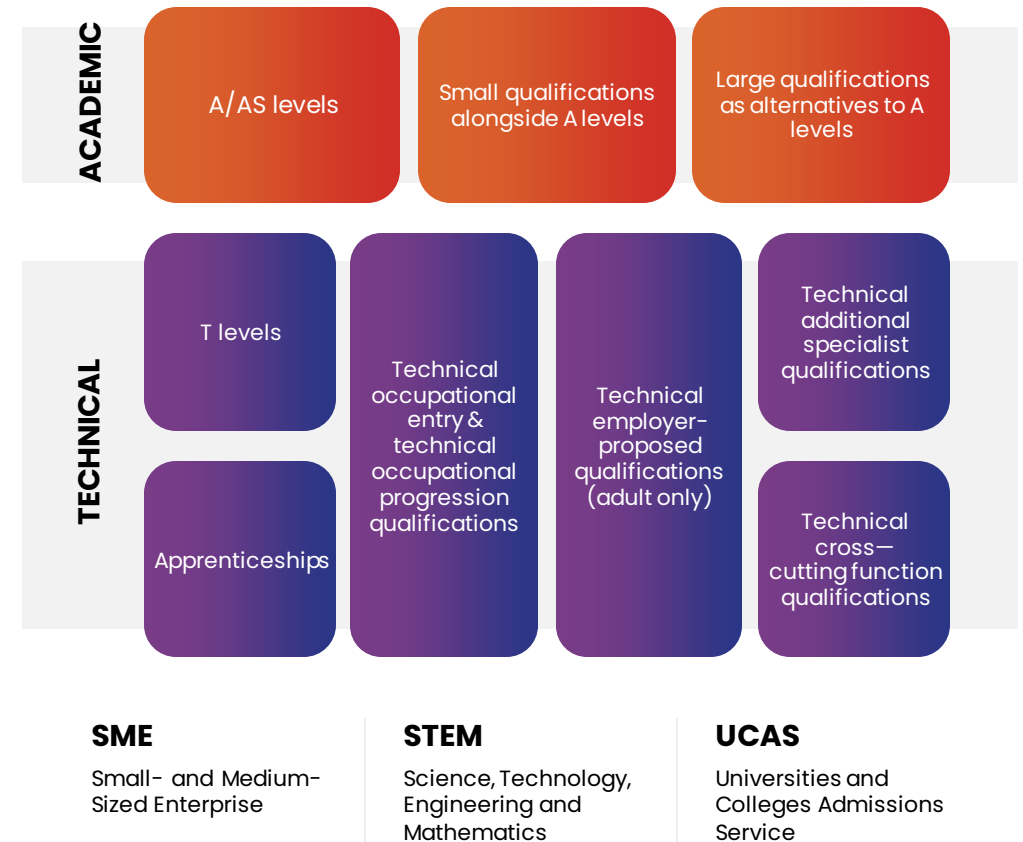 ACADEMIC
A/AS levels
Small qualifications
alongside A levels
Large qualifications
as alternatives to A
levels
TECHNICAL
T levels
Apprenticeships
Technical
occupational
entry &
technical
occupational
progression
qualifications
Technical
employer-
proposed
qualifications
(adult only)
Technical
additional
specialist
qualifications
Technical
cross—
cutting function
qualifications
SME
Small- and Medium-
Sized Enterprise
STEM
Science, Technology,
Engineering and
Mathematics
UCAS
Universities and
Colleges Admissions
Service